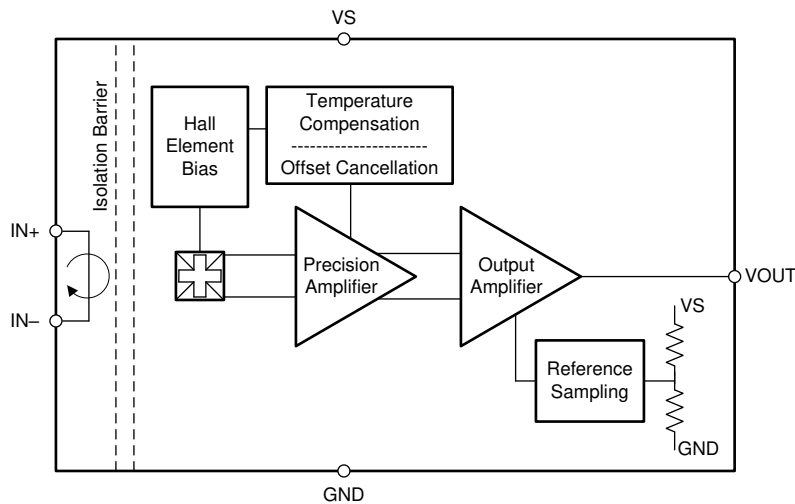 VS
Isolation Barrier
Hall
Element
Bias
Temperature
Compensation
Offset Cancellation
IN+
IN–
Precision
Amplifier
Output
Amplifier
VOUT
VS
Reference
Sampling
GND
GND